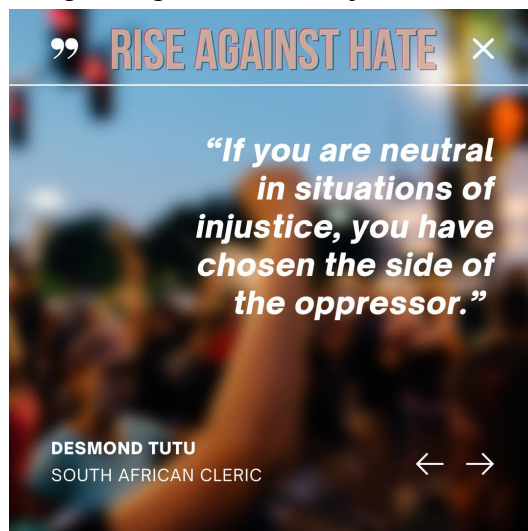 RISE AGAINST HATE
“If you are neutral
in situations of
injustice, you have
chosen the side of
the oppressor.”
DESMOND TUTU
SOUTH AFRICAN CLERIC